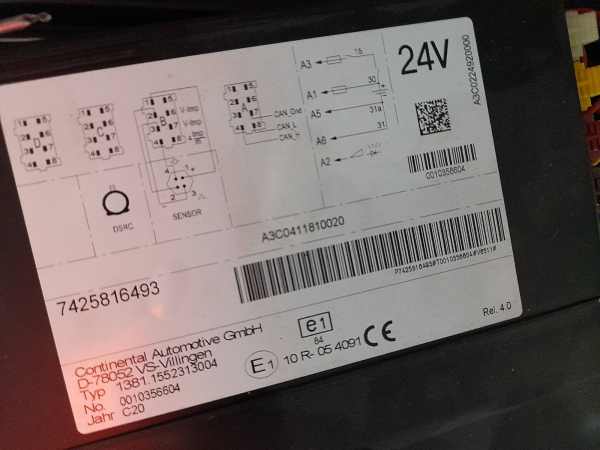 24V
A3C0224920000
A3
15
A1
30
A5
31a
A6
31
A2
D
C
B
A
V-imp
V-imp
CAN_Gnd
CAN_L
CAN_H
0010356604
DSRC
SENSOR
A3C0411810020
7425816493
Continental Automotive GmbH
D-78052 VS-Villingen
Typ 1381.1552313004
No. 0010356604
Jahr C20
e1
84
E1
10 R- 05 4091
CE
Rel. 4.0